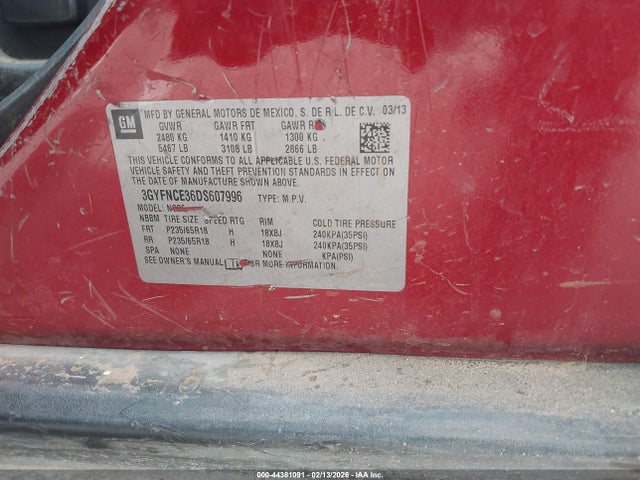 GM
MFD BY GENERAL MOTORS DE MEXICO, S. DE R L. DE C.V. 03/13
GVWR GAWR FRT GAWR
2480 KG 1410 KG 1300 KG
5467 LB 3108 LB 2866 LB
THIS VEHICLE CONFORMS TO ALL APPLICABLE U.S. FEDERAL MOTOR
VEHICLE SAFETY AND THEFT PREVENTION STANDARDS IN EFFECT ON
THE DATE OF MANUFACTURE SHOWN ABOVE.
3GYFNCE36DS607996 TYPE: M.P.V.
MODEL:
NBBM TIRE SIZE SPEED RTG RIM COLD TIRE PRESSURE
FRT P235/65R18 H 18X8J 240KPA(35PSI)
RR P235/65R18 H 18X8J 240KPA(35PSI)
SPA NONE NONE KPA(PSI)
SEE OWNER'S MANUAL FOR MORE INFORMATION.
000-44381091 - 02/13/2026 - IAAI.COM